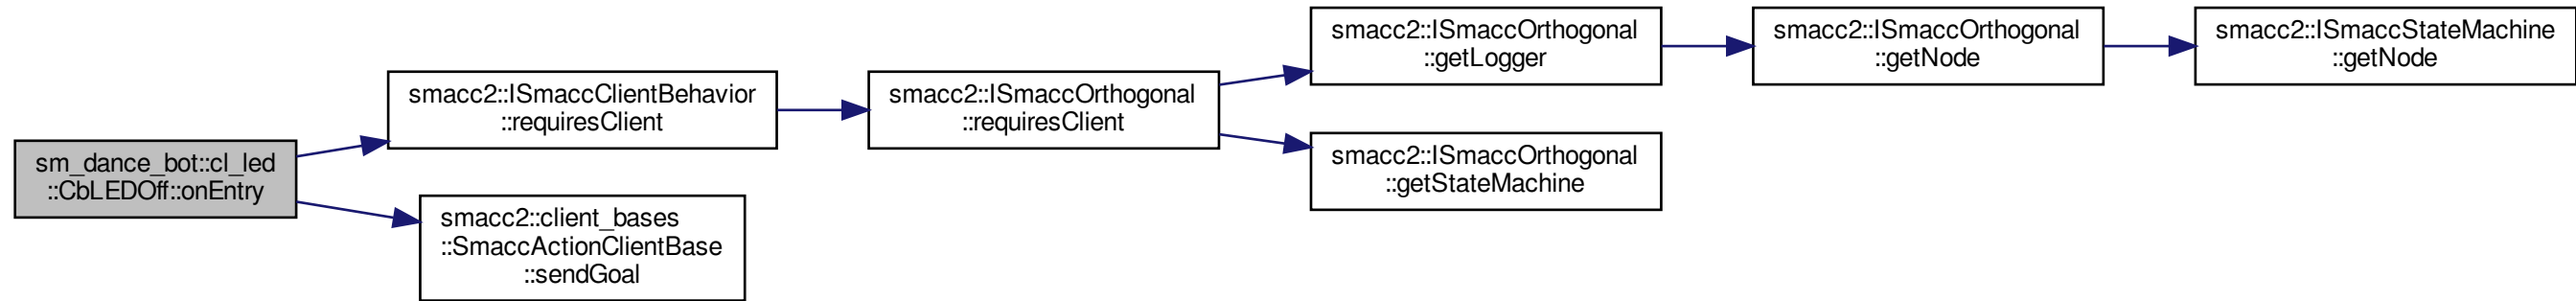 sm_dance_bot::cl_led
::CbLEDOff::onEntry
smacc2::ISmaccClientBehavior
::requiresClient
smacc2::ISmaccOrthogonal
::requiresClient
smacc2::ISmaccOrthogonal
::getLogger
smacc2::ISmaccOrthogonal
::getNode
smacc2::ISmaccStateMachine
::getNode
smacc2::ISmaccOrthogonal
::getStateMachine
smacc2::client_bases
::SmaccActionClientBase
::sendGoal